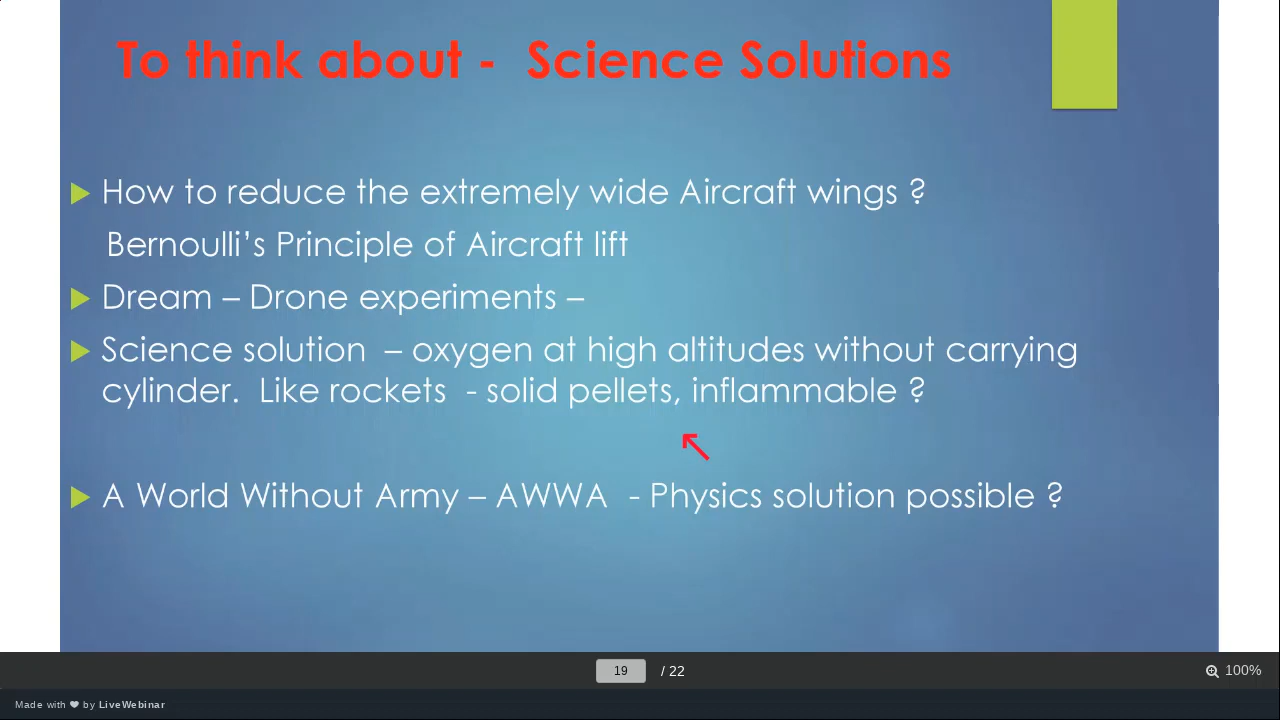 To think about - Science Solutions
How to reduce the extremely wide Aircraft wings ?
Bernoulli’s Principle of Aircraft lift
Dream – Drone experiments –
Science solution – oxygen at high altitudes without carrying
cylinder. Like rockets - solid pellets, inflammable ?
A World Without Army – AWWA - Physics solution possible ?
19 / 22
100%
Made with ❤ by LiveWebinar